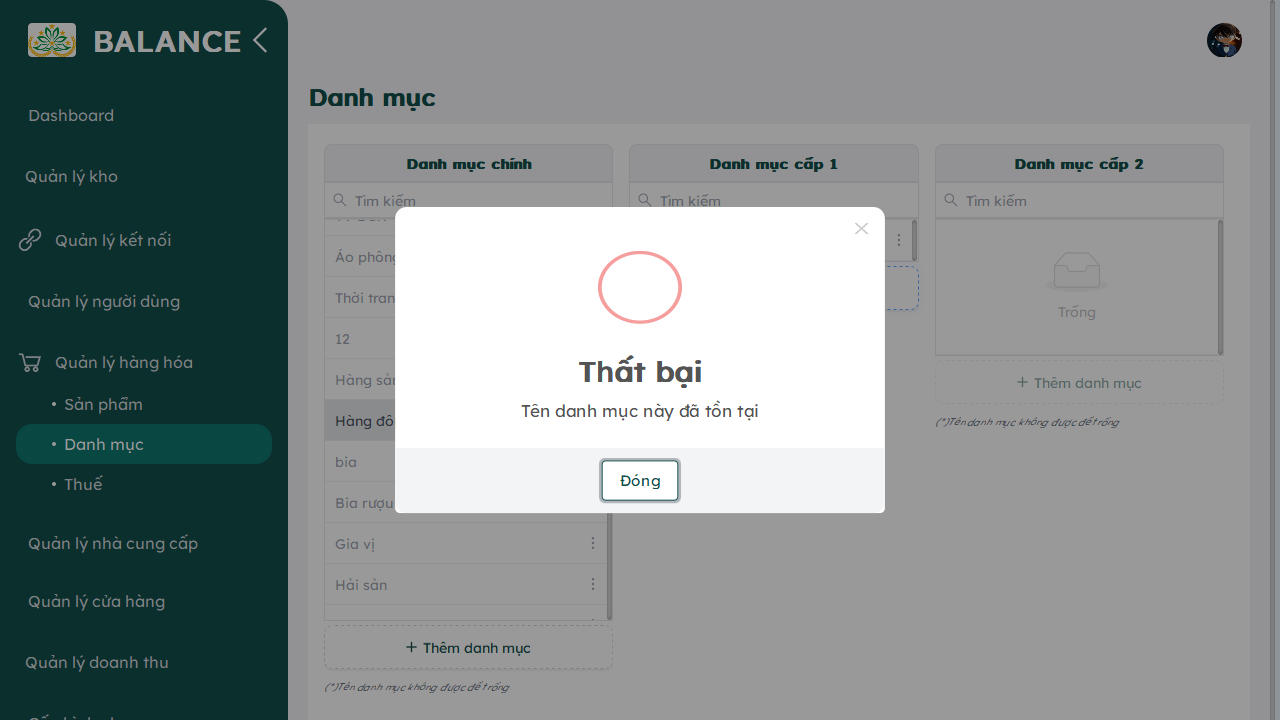 BALANCE
Dashboard
Quản lý kho
Quản lý kết nối
Quản lý người dùng
Quản lý hàng hóa
Sản phẩm
Danh mục
Thuế
Quản lý nhà cung cấp
Quản lý cửa hàng
Quản lý doanh thu
Danh mục
Danh mục chính
Tìm kiếm
Áo phông
12
Hàng
bia
Bia rượu
Gia vị
Hải sản
+ Thêm danh mục
(*)Tên danh mục không được để trống
Danh mục cấp 1
Tìm kiếm
Danh mục cấp 2
Tìm kiếm
Trống
+ Thêm danh mục
(*)Tên danh mục không được để trống
Thất bại
Tên danh mục này đã tồn tại
Đóng